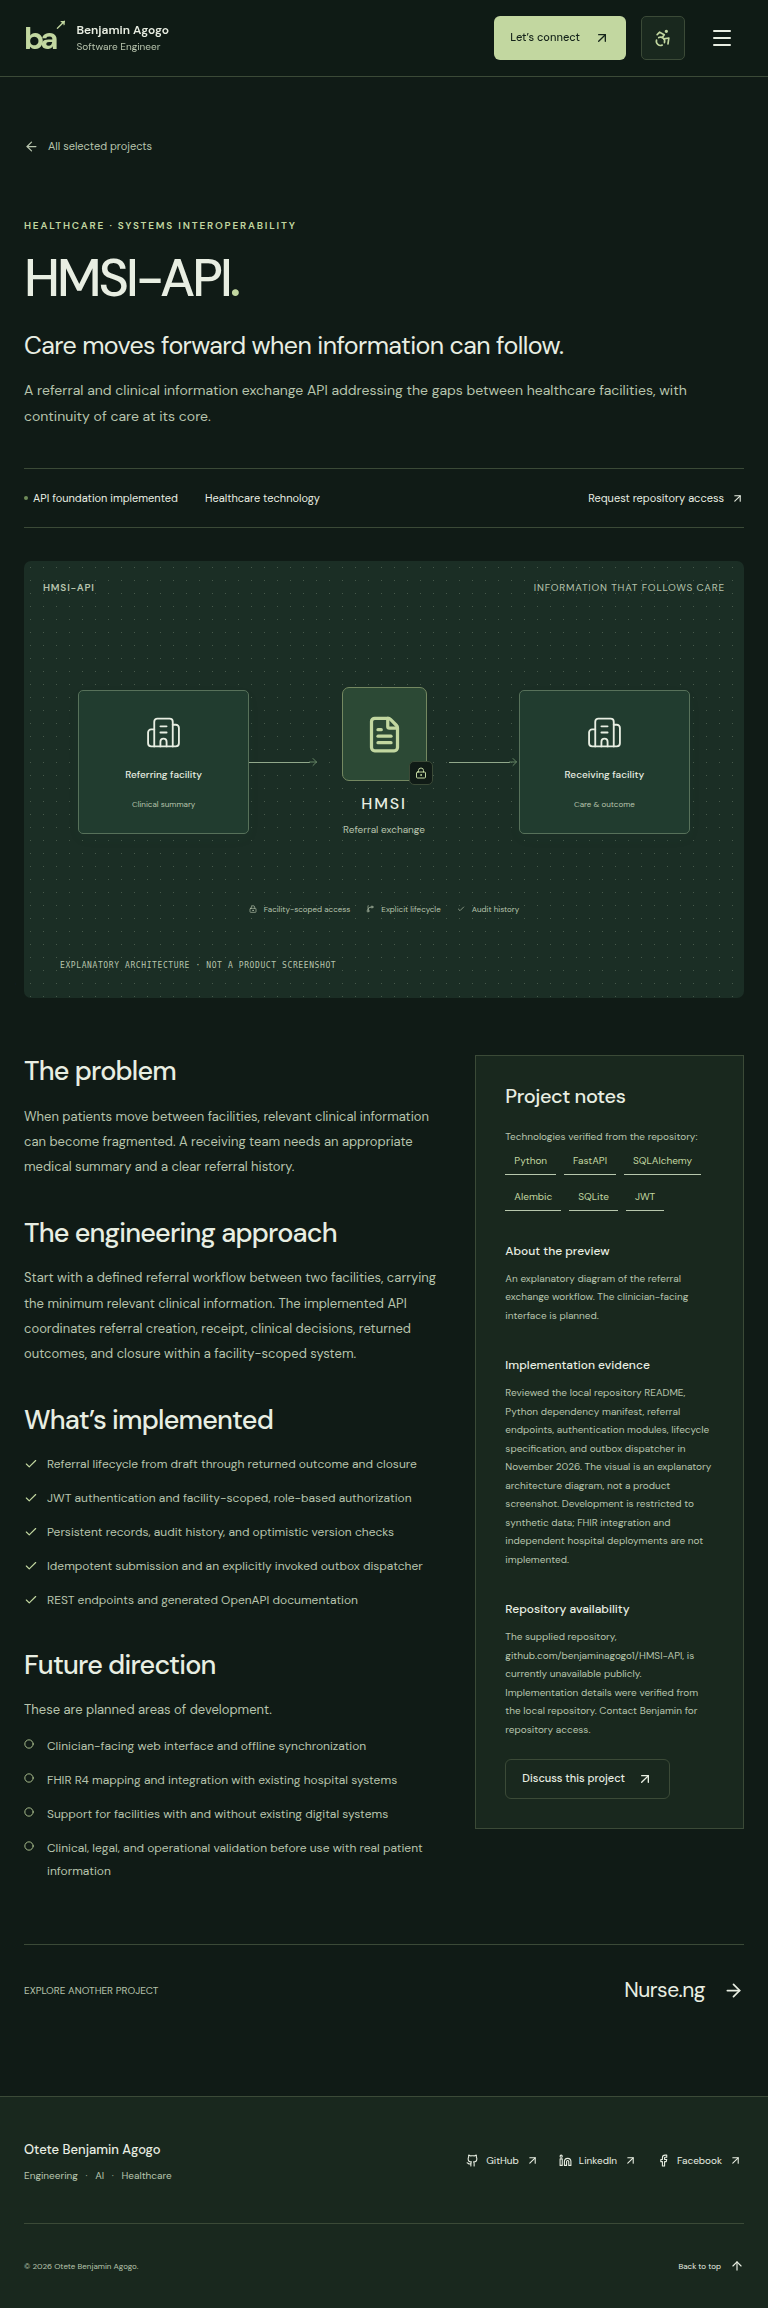 ba
Benjamin Agogo
Software Engineer
Let's connect
All selected projects
HEALTHCARE · SYSTEMS INTEROPERABILITY
HMSI-API.
Care moves forward when information can follow.
A referral and clinical information exchange API addressing the gaps between healthcare facilities, with
continuity of care at its core.
API foundation implemented
Healthcare technology
Request repository access
HMSI-API
INFORMATION THAT FOLLOWS CARE
Referring facility
Clinical summary
HMSI
Referral exchange
Receiving facility
Care & outcome
Facility-scoped access
Explicit lifecycle
Audit history
EXPLANATORY ARCHITECTURE · NOT A PRODUCT SCREENSHOT
The problem
When patients move between facilities, relevant clinical information
can become fragmented. A receiving team needs an appropriate
medical summary and a clear referral history.
The engineering approach
Start with a defined referral workflow between two facilities, carrying
the minimum relevant clinical information. The implemented API
coordinates referral creation, receipt, clinical decisions, returned
outcomes, and closure within a facility-scoped system.
What's implemented
Referral lifecycle from draft through returned outcome and closure
JWT authentication and facility-scoped, role-based authorization
Persistent records, audit history, and optimistic version checks
Idempotent submission and an explicitly invoked outbox dispatcher
REST endpoints and generated OpenAPI documentation
Future direction
These are planned areas of development.
Clinician-facing web interface and offline synchronization
FHIR R4 mapping and integration with existing hospital systems
Support for facilities with and without existing digital systems
Clinical, legal, and operational validation before use with real patient
information
Project notes
Technologies verified from the repository:
Python
FastAPI
SQLAlchemy
Alembic
SQLite
JWT
About the preview
An explanatory diagram of the referral
exchange workflow. The clinician-facing
interface is planned.
Implementation evidence
Reviewed the local repository README,
Python dependency manifest, referral
endpoints, authentication modules, lifecycle
specification, and outbox dispatcher in
November 2026. The visual is an explanatory
architecture diagram, not a product
screenshot. Development is restricted to
synthetic data; FHIR integration and
independent hospital deployments are not
implemented.
Repository availability
The supplied repository,
github.com/benjaminagogo1/HMSI-API, is
currently unavailable publicly.
Implementation details were verified from
the local repository. Contact Benjamin for
repository access.
Discuss this project
EXPLORE ANOTHER PROJECT
Nurse.ng
Otete Benjamin Agogo
Engineering · AI · Healthcare
GitHub
LinkedIn
Facebook
© 2026 Otete Benjamin Agogo.
Back to top